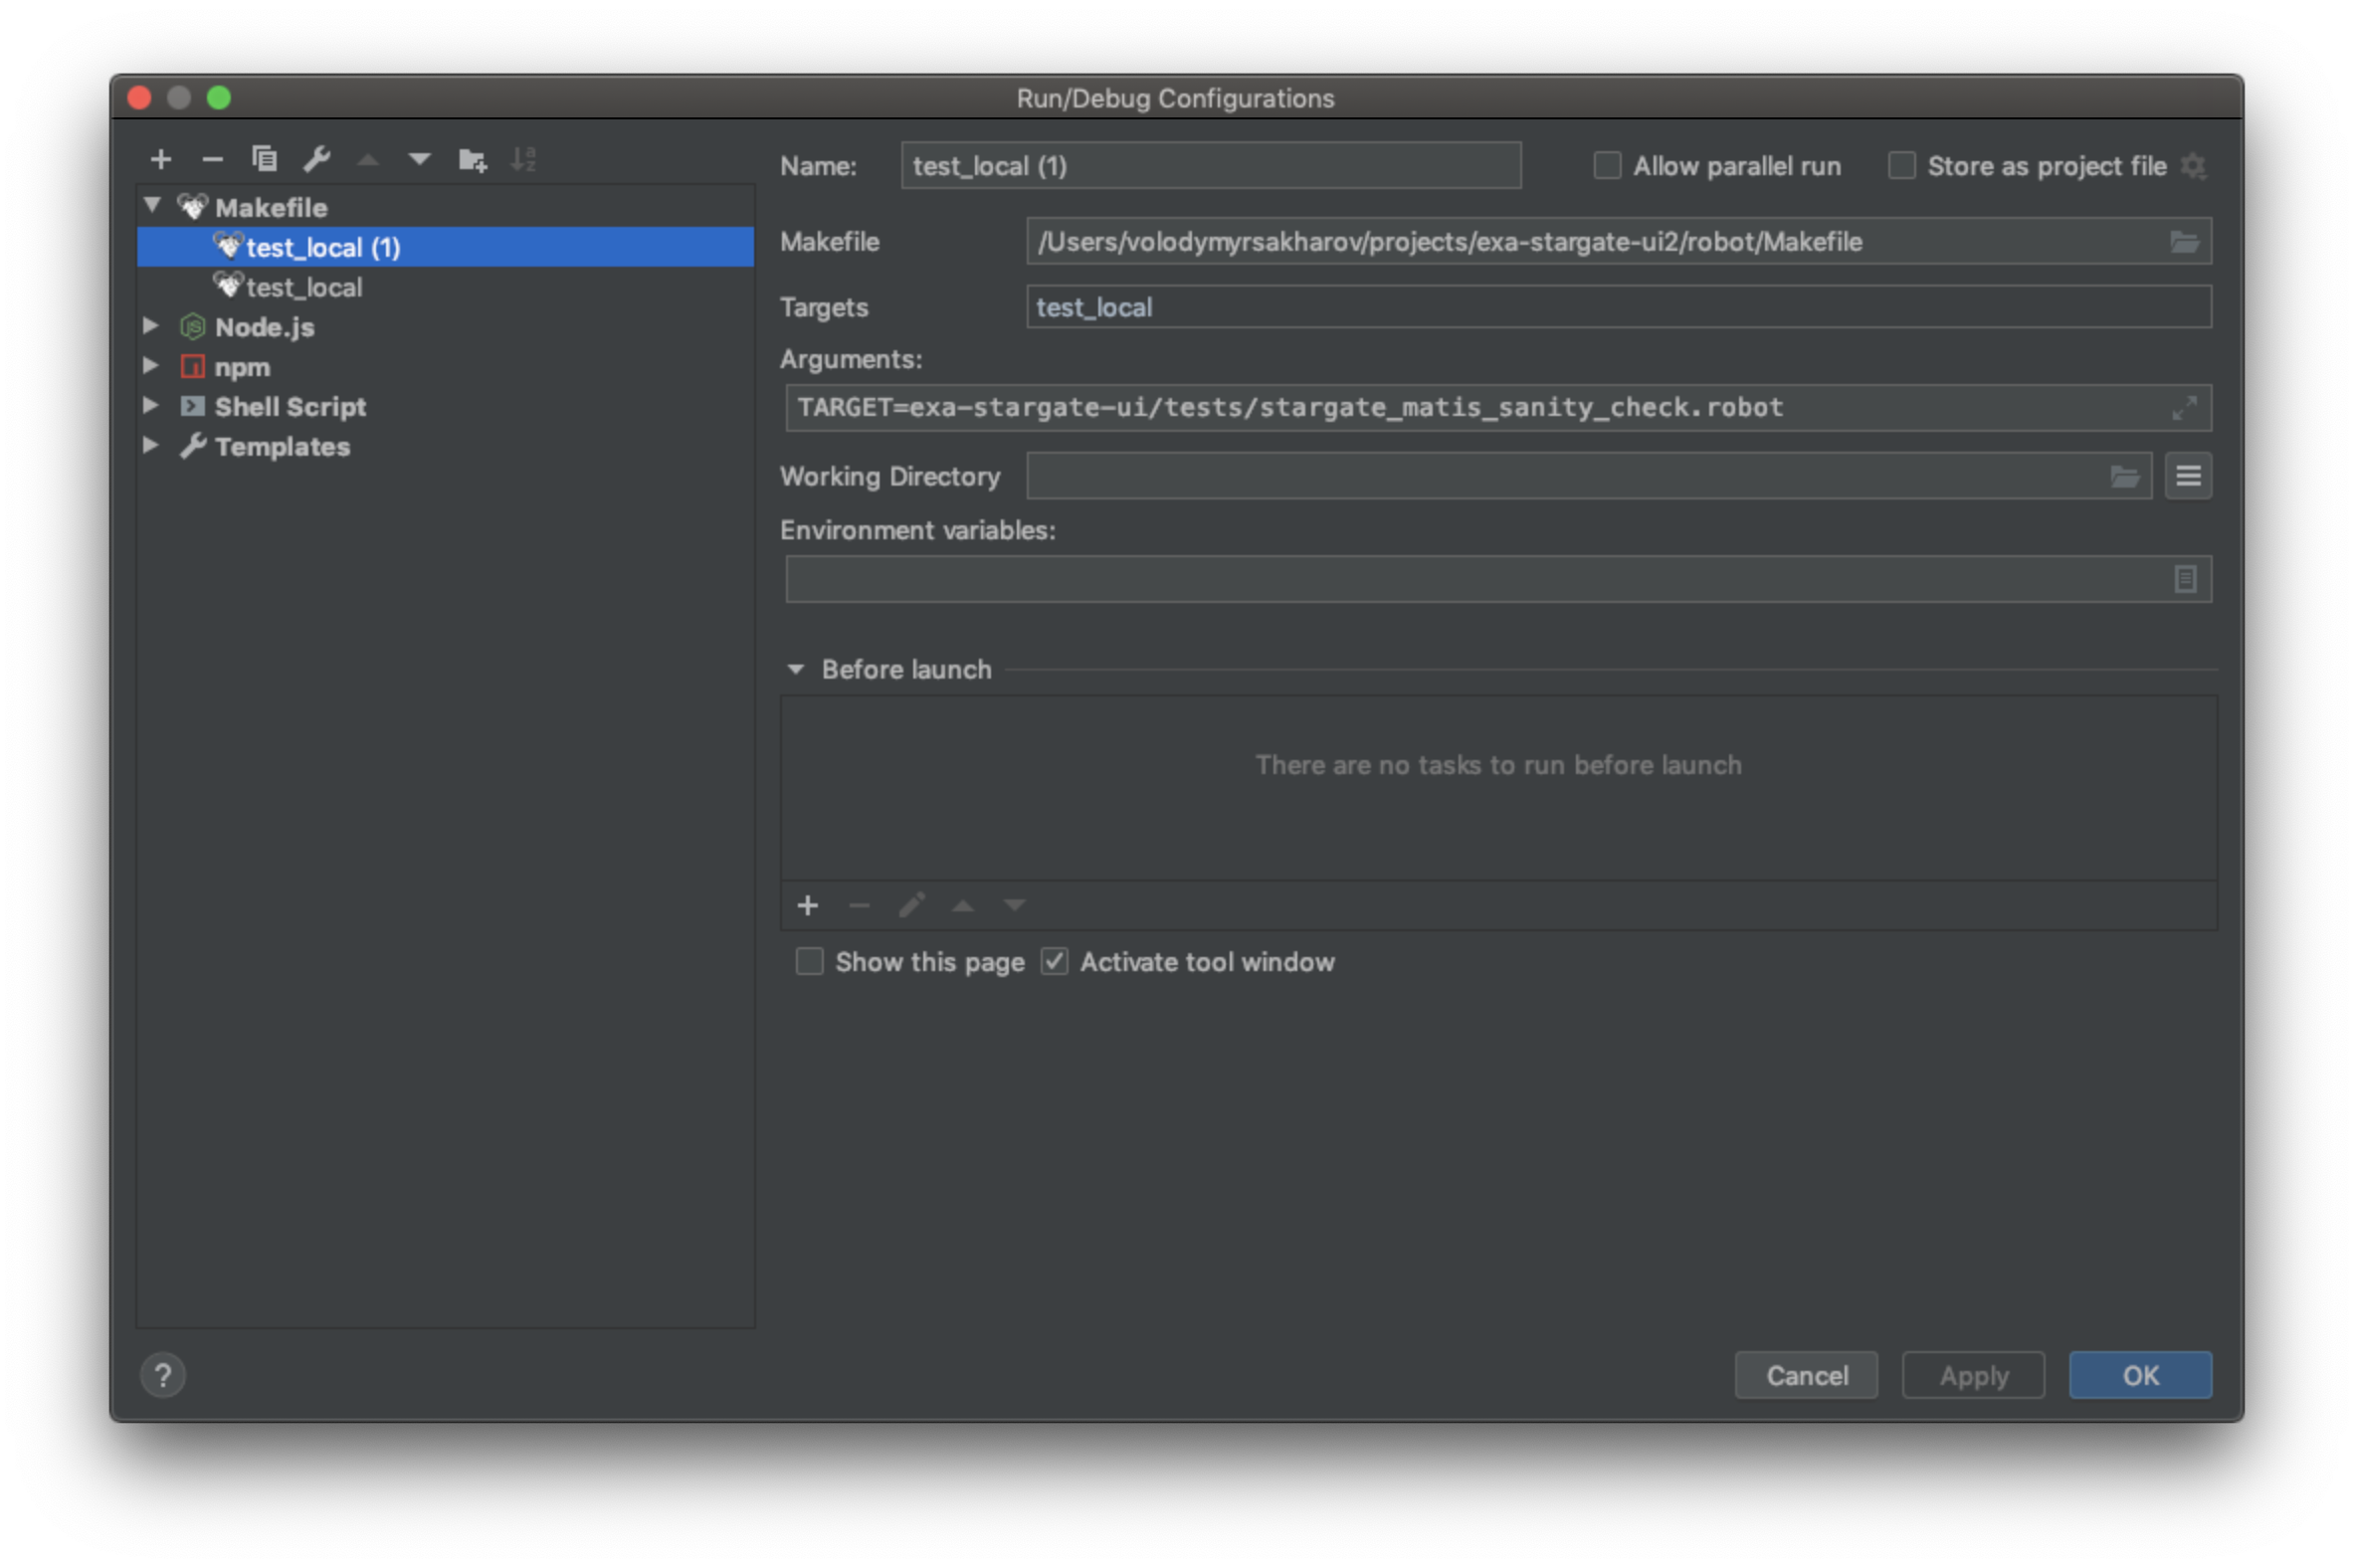 Run/Debug Configurations
Makefile
test_local (1)
test_local
Node.js
npm
Shell Script
Templates
Name: test_local (1) Allow parallel run Store as project file
Makefile /Users/volodymyrsakharov/projects/exa-stargate-ui2/robot/Makefile
Targets test_local
Arguments:
TARGET=exa-stargate-ui/tests/stargate_matis_sanity_check.robot
Working Directory
Environment variables:
Before launch
There are no tasks to run before launch
Show this page Activate tool window
? Cancel Apply OK